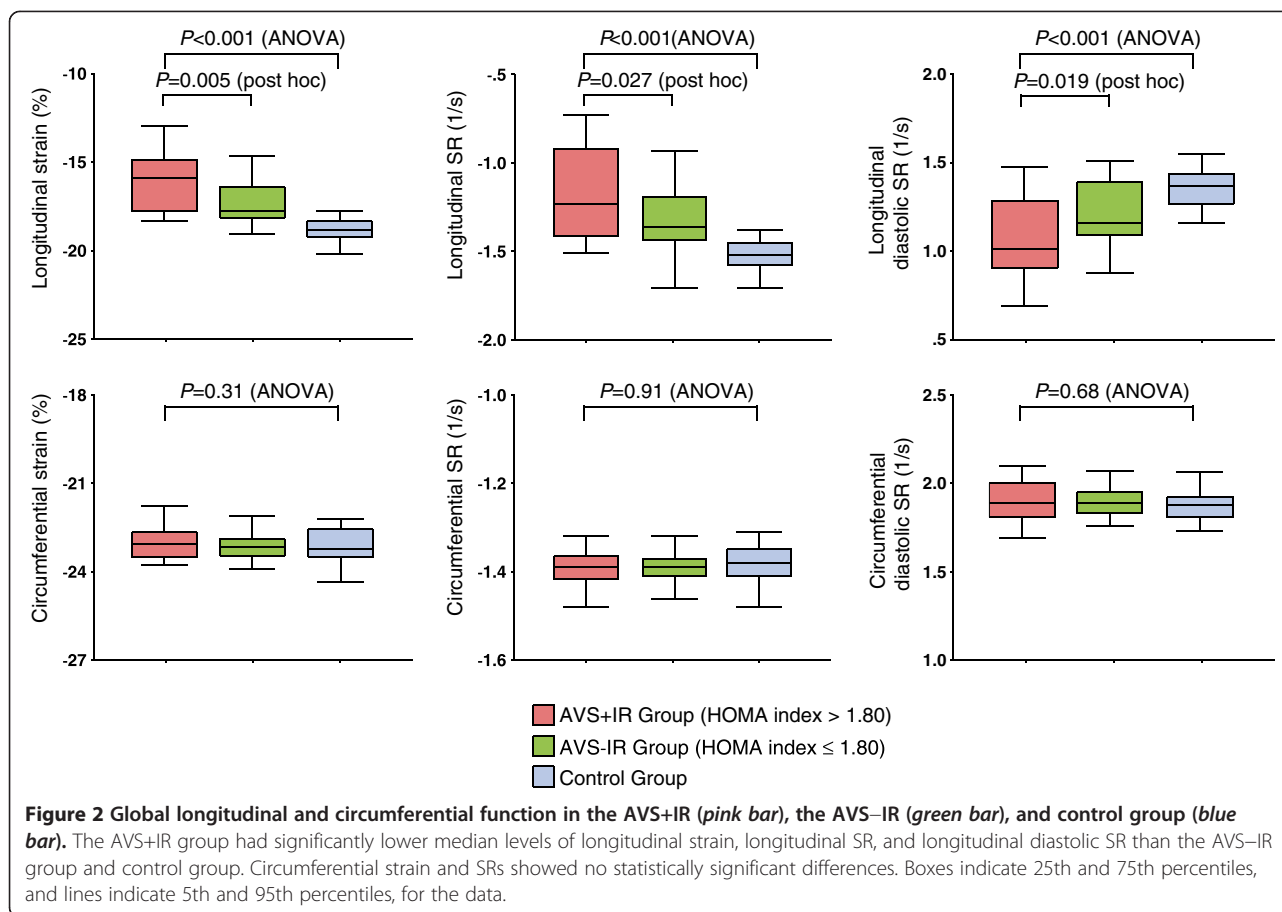 P<0.001 (ANOVA)
P=0.005 (post hoc)
Longitudinal strain (%)
-10
-15
-20
-25
P<0.001(ANOVA)
P=0.027 (post hoc)
Longitudinal SR (1/s)
-.5
-1.0
-1.5
-2.0
P<0.001 (ANOVA)
P=0.019 (post hoc)
Longitudinal
diastolic SR (1/s)
2.0
1.5
1.0
.5
P=0.31 (ANOVA)
Circumferential strain (%)
-18
-21
-24
-27
P=0.91 (ANOVA)
Circumferential SR (1/s)
-1.0
-1.2
-1.4
-1.6
P=0.68 (ANOVA)
Circumferential
diastolic SR (1/s)
2.5
2.0
1.5
1.0
AVS+IR Group (HOMA index > 1.80)
AVS-IR Group (HOMA index ≤ 1.80)
Control Group
Figure 2 Global longitudinal and circumferential function in the AVS+IR (pink bar), the AVS−IR (green bar), and control group (blue
bar). The AVS+IR group had significantly lower median levels of longitudinal strain, longitudinal SR, and longitudinal diastolic SR than the AVS−IR
group and control group. Circumferential strain and SRs showed no statistically significant differences. Boxes indicate 25th and 75th percentiles,
and lines indicate 5th and 95th percentiles, for the data.